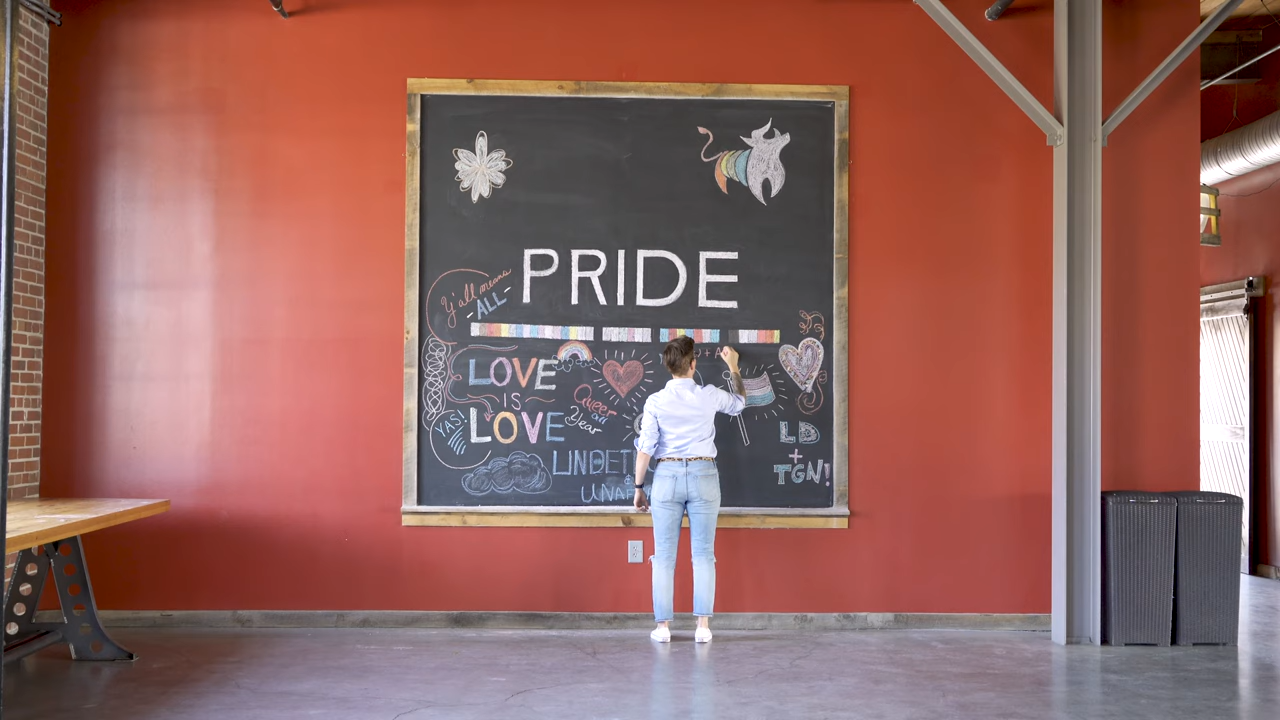 PRIDE
y'all means
-ALL-
LOVE
IS
LOVE
YAS!
Queer
all
Year
LD
+
TGN!